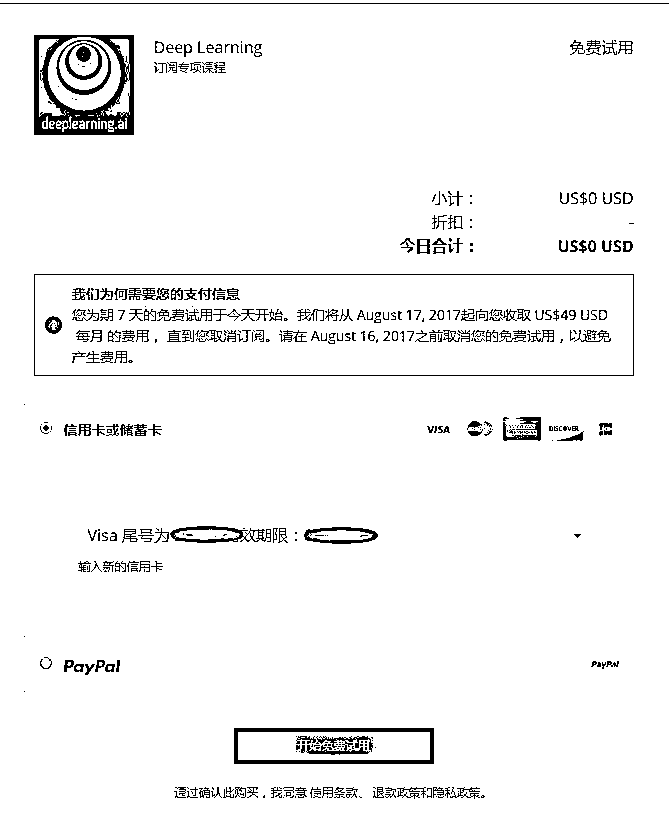 Deep Learning
免费试用
订阅专项课程
deeplearning.ai
小计： US$0 USD
折扣： -
今日合计： US$0 USD
我们为何需要您的支付信息
您为期 7 天的免费试用于今天开始。我们将从 August 17, 2017起向您收取 US$49 USD
每月 的费用， 直到您取消订阅。请在 August 16, 2017之前取消您的免费试用，以避免
产生费用。
信用卡或储蓄卡
VISA DISCOVER
Visa 尾号为 效期限：
输入新的信用卡
PayPal PayPal
开始免费试用
通过确认此购买，我同意 使用条款、 退款政策和隐私政策。